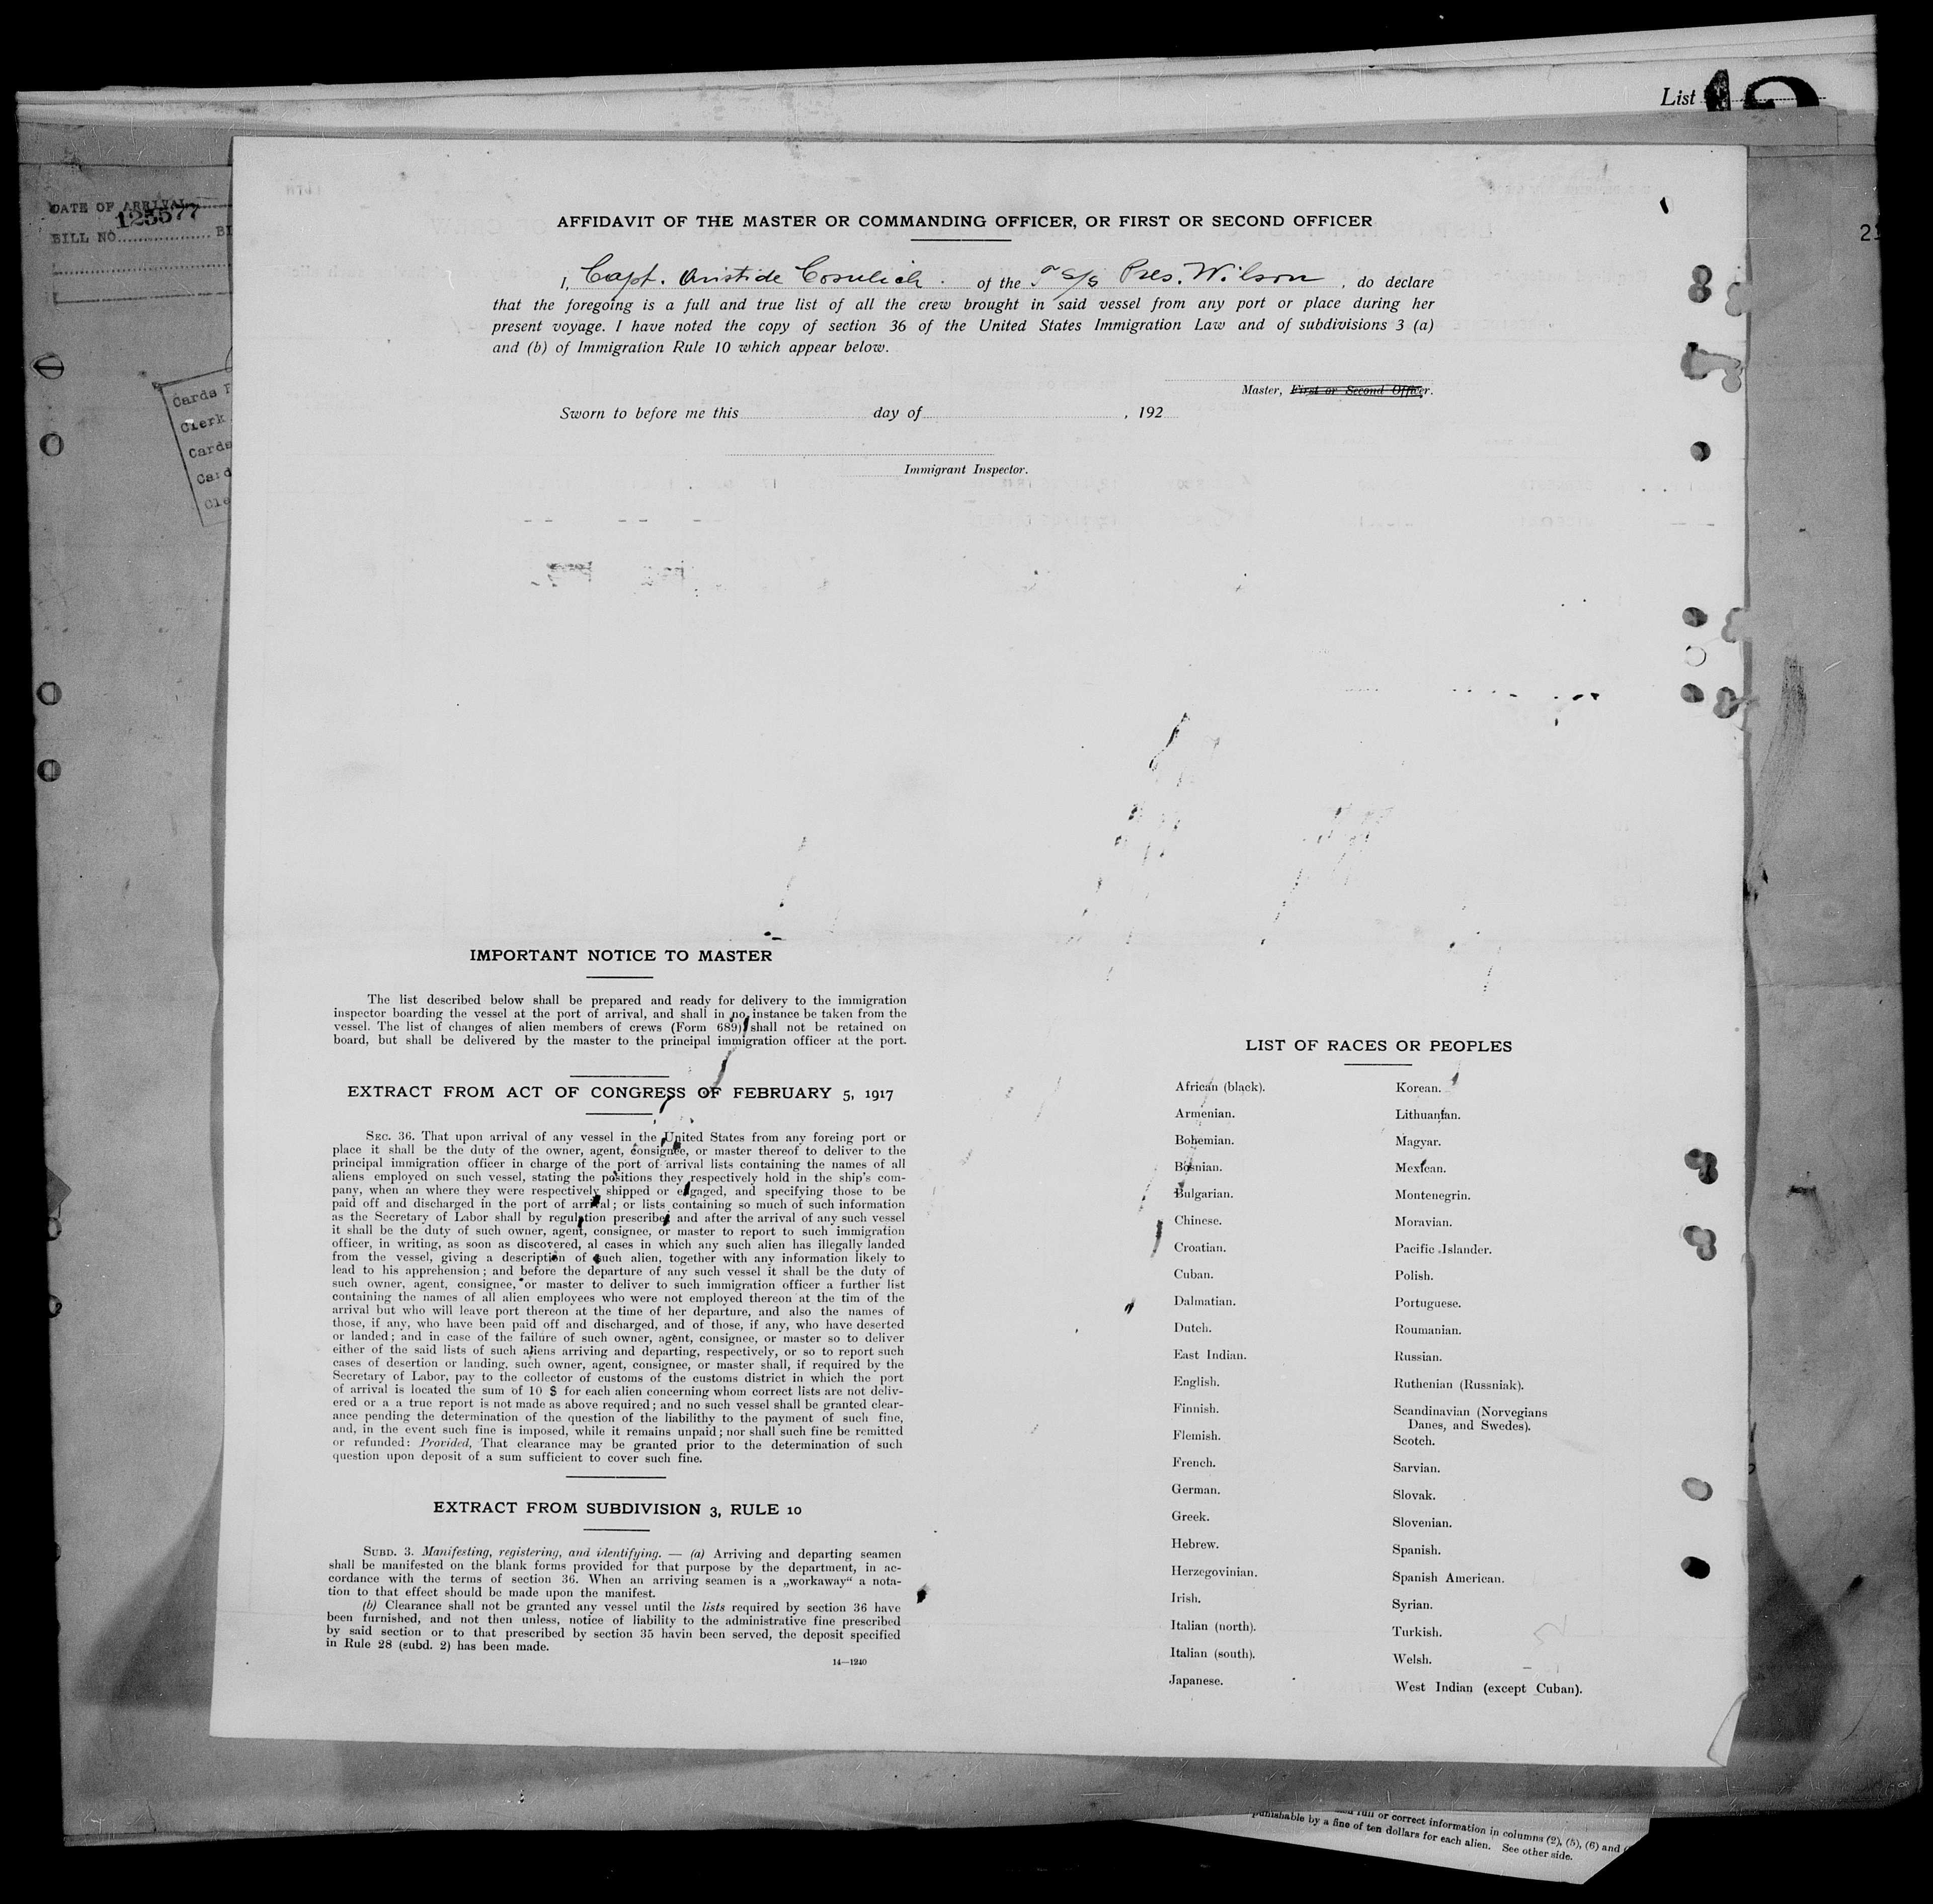 List
DATE OF ARRIVAL
125577
BILL NO.
Cards
Clerk
Cards
Card
Cle
AFFIDAVIT OF THE MASTER OR COMMANDING OFFICER, OR FIRST OR SECOND OFFICER
I, Capt. Aristide Cosulich . of the T S/S Pres. Wilson , do declare
that the foregoing is a full and true list of all the crew brought in said vessel from any port or place during her
present voyage. I have noted the copy of section 36 of the United States Immigration Law and of subdivisions 3 (a)
and (b) of Immigration Rule 10 which appear below.
Master, First or Second Officer.
Sworn to before me this day of , 192
Immigrant Inspector.
IMPORTANT NOTICE TO MASTER
The list described below shall be prepared and ready for delivery to the immigration
inspector boarding the vessel at the port of arrival, and shall in no instance be taken from the
vessel. The list of changes of alien members of crews (Form 689) shall not be retained on
board, but shall be delivered by the master to the principal immigration officer at the port.
EXTRACT FROM ACT OF CONGRESS OF FEBRUARY 5, 1917
SEC. 36. That upon arrival of any vessel in the United States from any foreing port or
place it shall be the duty of the owner, agent, consignee, or master thereof to deliver to the
principal immigration officer in charge of the port of arrival lists containing the names of all
aliens employed on such vessel, stating the positions they respectively hold in the ship's com-
pany, when an where they were respectively shipped or engaged, and specifying those to be
paid off and discharged in the port of arrival; or lists containing so much of such information
as the Secretary of Labor shall by regulation prescribe; and after the arrival of any such vessel
it shall be the duty of such owner, agent, consignee, or master to report to such immigration
officer, in writing, as soon as discovered, al cases in which any such alien has illegally landed
from the vessel, giving a description of such alien, together with any information likely to
lead to his apprehension; and before the departure of any such vessel it shall be the duty of
such owner, agent, consignee, or master to deliver to such immigration officer a further list
containing the names of all alien employees who were not employed thereon at the tim of the
arrival but who will leave port thereon at the time of her departure, and also the names of
those, if any, who have been paid off and discharged, and of those, if any, who have deserted
or landed; and in case of the failure of such owner, agent, consignee, or master so to deliver
either of the said lists of such aliens arriving and departing, respectively, or so to report such
cases of desertion or landing, such owner, agent, consignee, or master shall, if required by the
Secretary of Labor, pay to the collector of customs of the customs district in which the port
of arrival is located the sum of 10 $ for each alien concerning whom correct lists are not deliv-
ered or a a true report is not made as above required; and no such vessel shall be granted clear-
ance pending the determination of the question of the liabilithy to the payment of such fine,
and, in the event such fine is imposed, while it remains unpaid; nor shall such fine be remitted
or refunded: Provided, That clearance may be granted prior to the determination of such
question upon deposit of a sum sufficient to cover such fine.
EXTRACT FROM SUBDIVISION 3, RULE 10
SUBD. 3. Manifesting, registering, and identifying. — (a) Arriving and departing seamen
shall be manifested on the blank forms provided for that purpose by the department, in ac-
cordance with the terms of section 36. When an arriving seamen is a „workaway“ a nota-
tion to that effect should be made upon the manifest.
(b) Clearance shall not be granted any vessel until the lists required by section 36 have
been furnished, and not then unless, notice of liability to the administrative fine prescribed
by said section or to that prescribed by section 35 havin been served, the deposit specified
in Rule 28 (subd. 2) has been made.
14—1240
LIST OF RACES OR PEOPLES
African (black).
Armenian.
Bohemian.
Bosnian.
Bulgarian.
Chinese.
Croatian.
Cuban.
Dalmatian.
Dutch.
East Indian.
English.
Finnish.
Flemish.
French.
German.
Greek.
Hebrew.
Herzegovinian.
Irish.
Italian (north).
Italian (south).
Japanese.
Korean.
Lithuanian.
Magyar.
Mexican.
Montenegrin.
Moravian.
Pacific Islander.
Polish.
Portuguese.
Roumanian.
Russian.
Ruthenian (Russniak).
Scandinavian (Norvegians
Danes, and Swedes).
Scotch.
Sarvian.
Slovak.
Slovenian.
Spanish.
Spanish American.
Syrian.
Turkish.
Welsh.
West Indian (except Cuban).
full or correct information in columns (2), (5), (6) and
punishable by a fine of ten dollars for each alien. See other side.